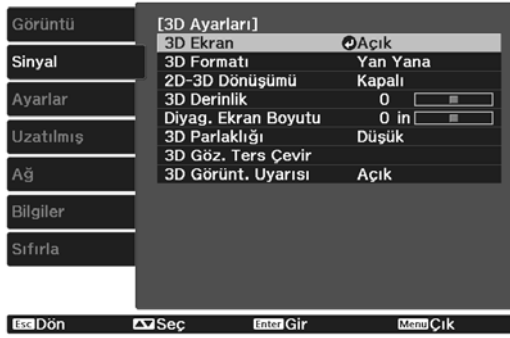 Görüntü
Sinyal
Ayarlar
Uzatılmış
Ağ
Bilgiler
Sıfırla
[3D Ayarları]
3D Ekran Açık
3D Formatı Yan Yana
2D-3D Dönüşümü Kapalı
3D Derinlik 0
Diyag. Ekran Boyutu 0 in
3D Parlaklığı Düşük
3D Göz. Ters Çevir
3D Görünt. Uyarısı Açık
Esc Dön Seç Enter Gir Menu Çık